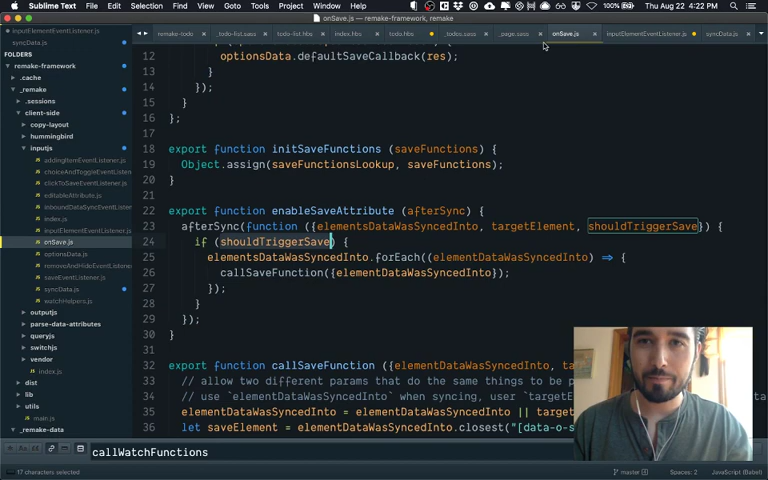 Sublime Text File Edit Selection Find View Goto Tools Project Window Help 100% Thu Aug 22 4:22 PM
onSave.js — remake-framework, remake
inputElementEventListener.js
syncData.js
FOLDERS
remake-framework
.cache
_remake
.sessions
client-side
copy-layout
hummingbird
inputjs
addingItemEventListener.js
choiceAndToggleEventListen
clickToSaveEventListener.js
editableAttribute.js
inboundDataSyncEventListen
index.js
inputElementEventListener.js
onSave.js
optionsData.js
removeAndHideEventListener
saveEventListener.js
syncData.js
watchHelpers.js
outputjs
parse-data-attributes
queryjs
switchjs
vendor
index.js
dist
lib
utils
main.js
_remake-data
remake-todo _todo-list.sass todo-list.hbs index.hbs todo.hbs _todos.sass _page.sass onSave.js inputElementEventListener.js syncData.js
12 optionsData.defaultSaveCallback(res);
13 }
14 });
15 }
16 };
17
18 export function initSaveFunctions (saveFunctions) {
19 Object.assign(saveFunctionsLookup, saveFunctions);
20 }
21
22 export function enableSaveAttribute (afterSync) {
23 afterSync(function ({elementsDataWasSyncedInto, targetElement, shouldTriggerSave}) {
24 if (shouldTriggerSave) {
25 elementsDataWasSyncedInto.forEach((elementDataWasSyncedInto) => {
26 callSaveFunction({elementDataWasSyncedInto});
27 });
28 }
29 });
30 }
31
32 export function callSaveFunction ({elementDataWasSyncedInto, ta
33 // allow two different params that do the same things to be p
34 // use `elementDataWasSyncedInto` when syncing, user `targetE
35 elementDataWasSyncedInto = elementDataWasSyncedInto || target
36 let saveElement = elementDataWasSyncedInto.closest("[data-o-s
callWatchFunctions
17 characters selected
master Spaces: 2 JavaScript (Babel)